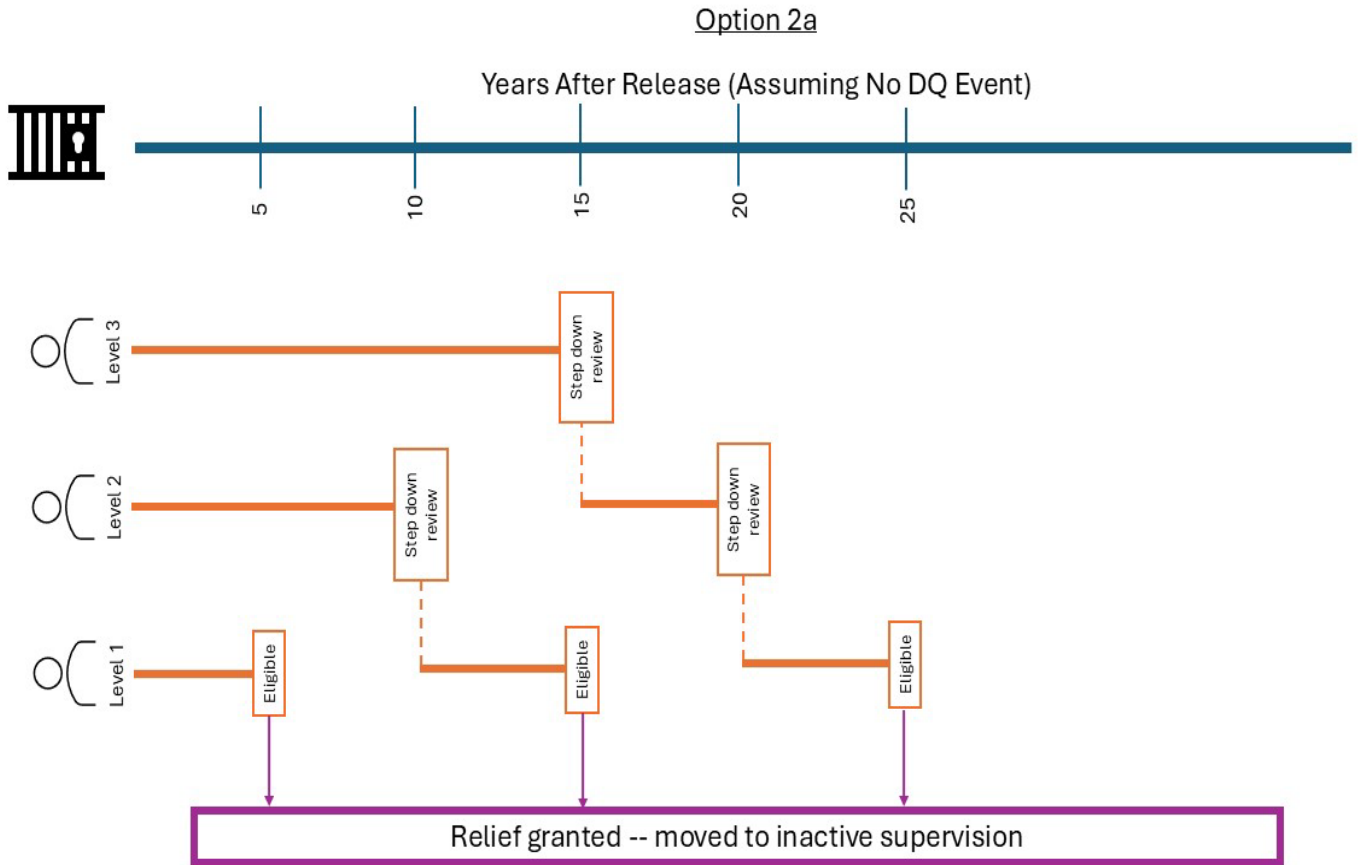 Option 2a
Years After Release (Assuming No DQ Event)
5
10
15
20
25
Level 3
Step down
review
Level 2
Step down
review
Step down
review
Level 1
Eligible
Eligible
Eligible
Relief granted -- moved to inactive supervision